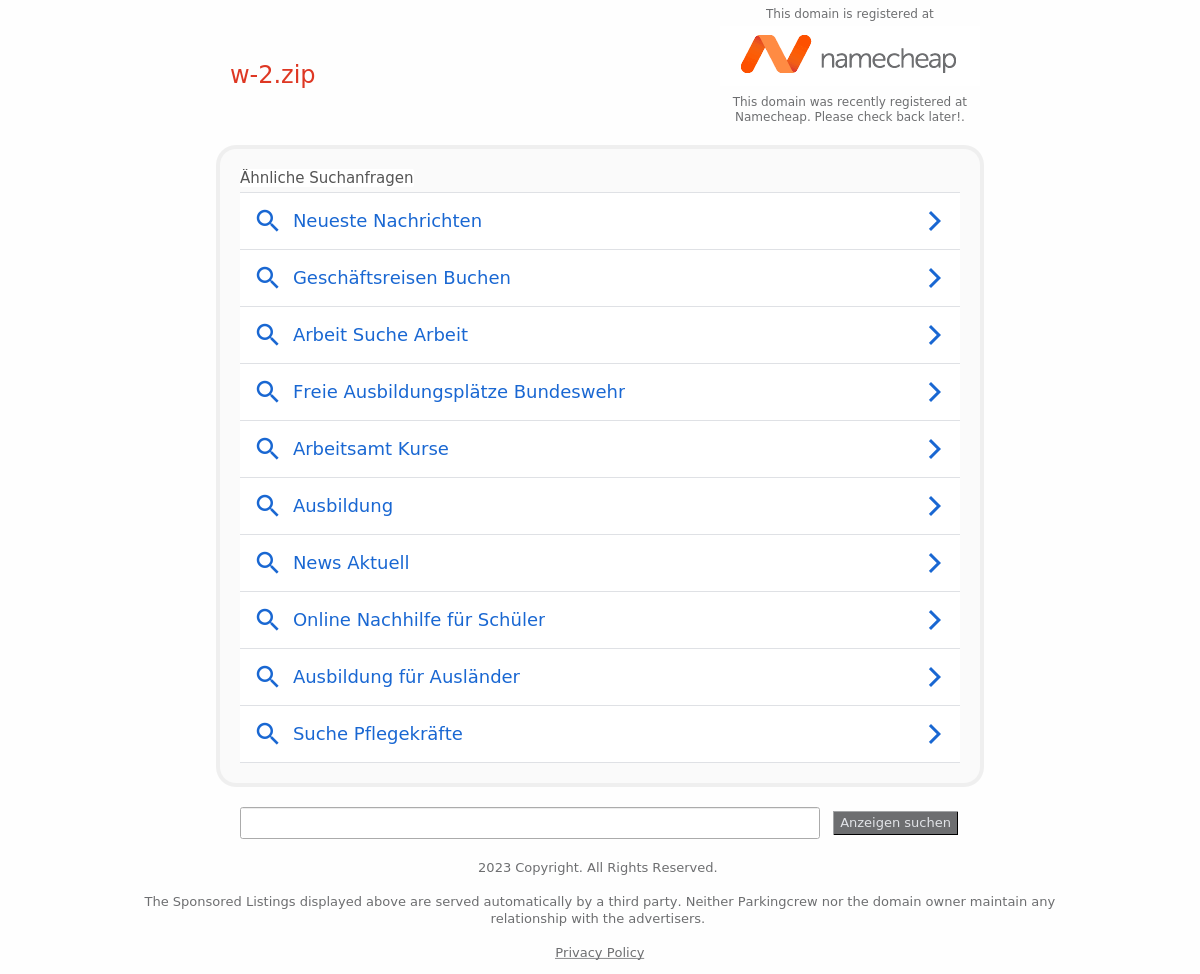 This domain is registered at
namecheap
w-2.zip
This domain was recently registered at
Namecheap. Please check back later!.
Ähnliche Suchanfragen
Neueste Nachrichten
Geschäftsreisen Buchen
Arbeit Suche Arbeit
Freie Ausbildungsplätze Bundeswehr
Arbeitsamt Kurse
Ausbildung
News Aktuell
Online Nachhilfe für Schüler
Ausbildung für Ausländer
Suche Pflegekräfte
Anzeigen suchen
2023 Copyright. All Rights Reserved.
The Sponsored Listings displayed above are served automatically by a third party. Neither Parkingcrew nor the domain owner maintain any
relationship with the advertisers.
Privacy Policy